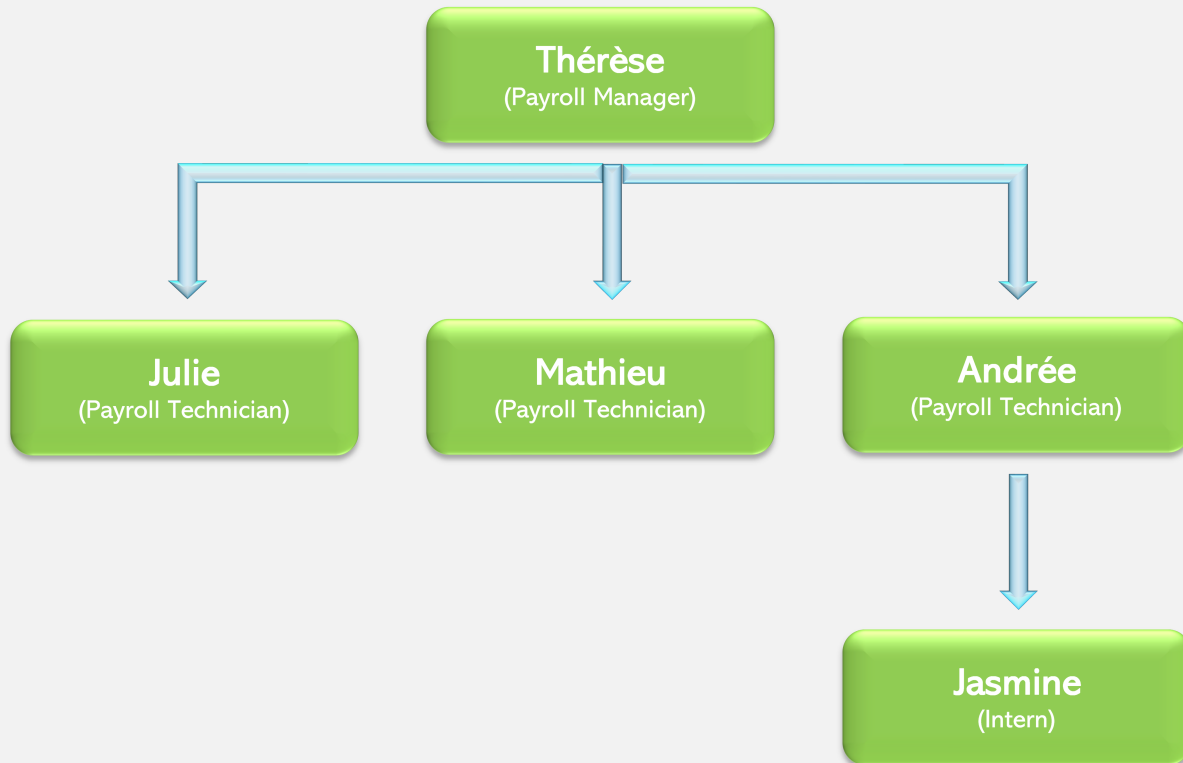 Thérèse
(Payroll Manager)
Julie
(Payroll Technician)
Mathieu
(Payroll Technician)
Andrée
(Payroll Technician)
Jasmine
(Intern)